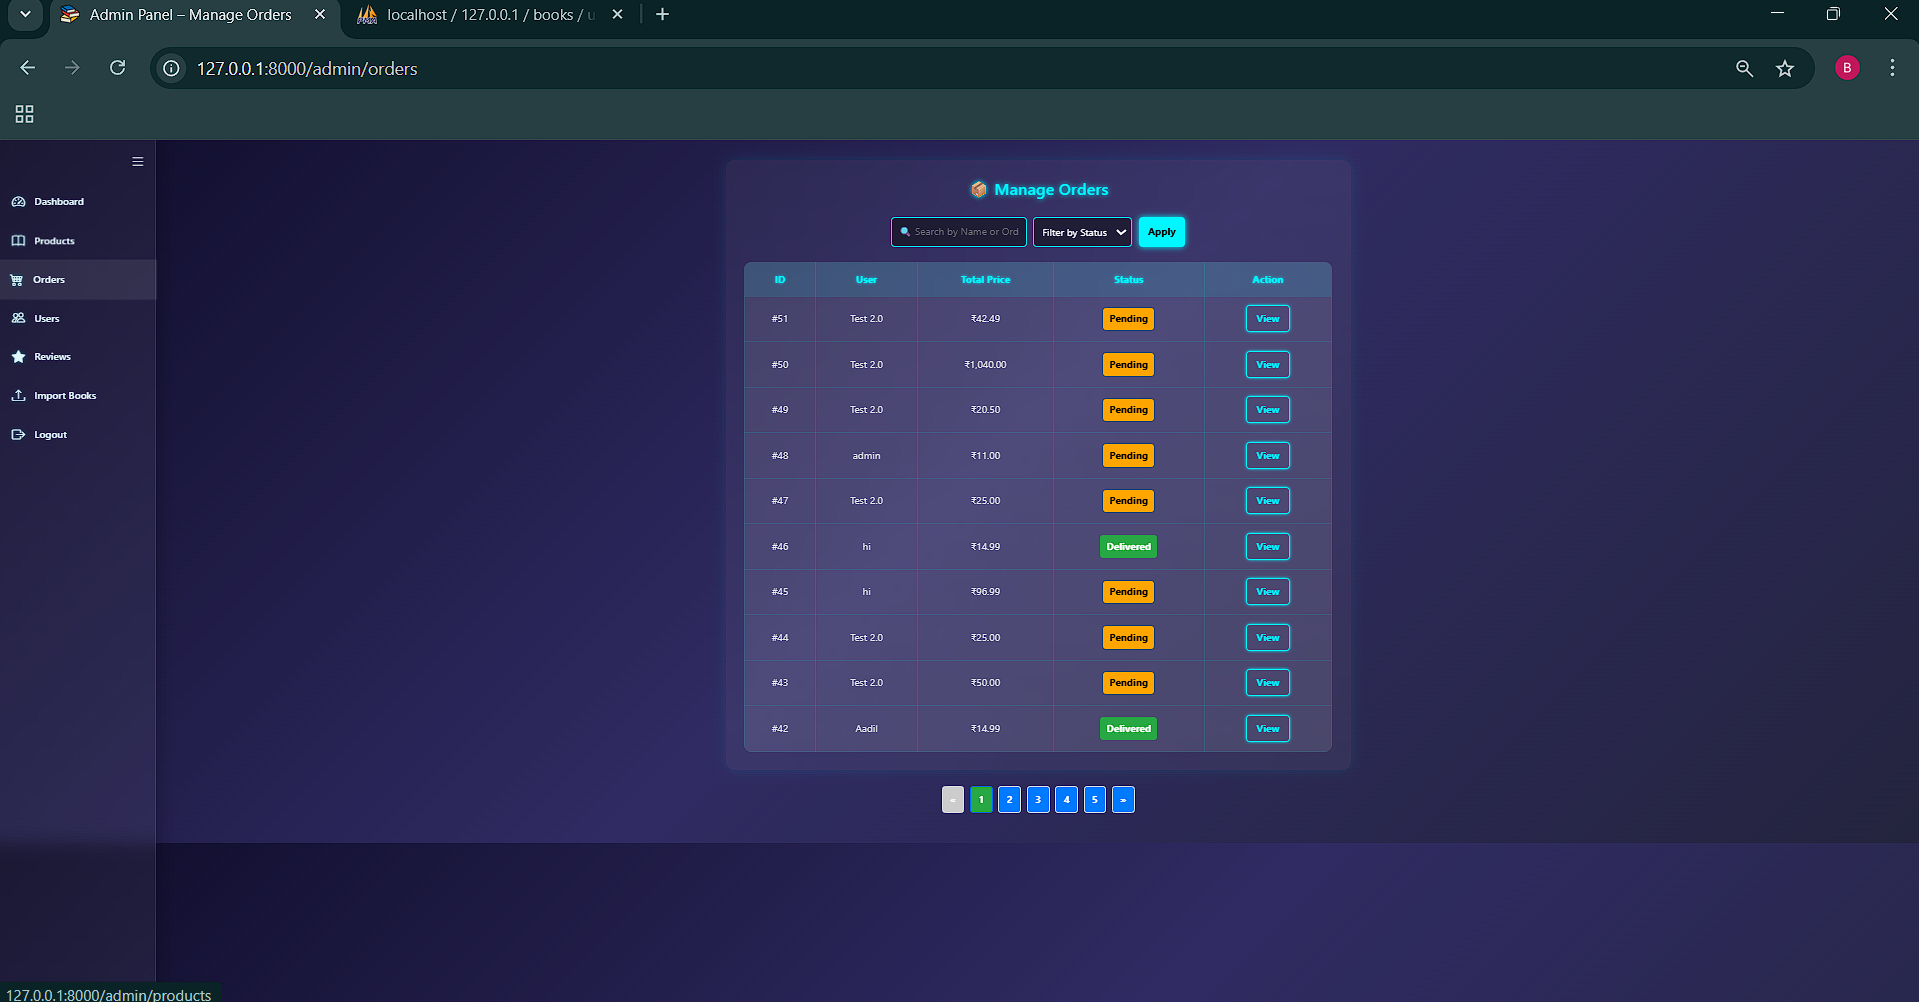 Admin Panel – Manage Orders
localhost / 127.0.0.1 / books / u
127.0.0.1:8000/admin/orders
B
Dashboard
Products
Orders
Users
Reviews
Import Books
Logout
📦 Manage Orders
🔍 Search by Name or Ord
Filter by Status
Apply
ID User Total Price Status Action
#51 Test 2.0 ₹42.49 Pending View
#50 Test 2.0 ₹1,040.00 Pending View
#49 Test 2.0 ₹20.50 Pending View
#48 admin ₹11.00 Pending View
#47 Test 2.0 ₹25.00 Pending View
#46 hi ₹14.99 Delivered View
#45 hi ₹96.99 Pending View
#44 Test 2.0 ₹25.00 Pending View
#43 Test 2.0 ₹50.00 Pending View
#42 Aadil ₹14.99 Delivered View
« 1 2 3 4 5 »
127.0.0.1:8000/admin/products